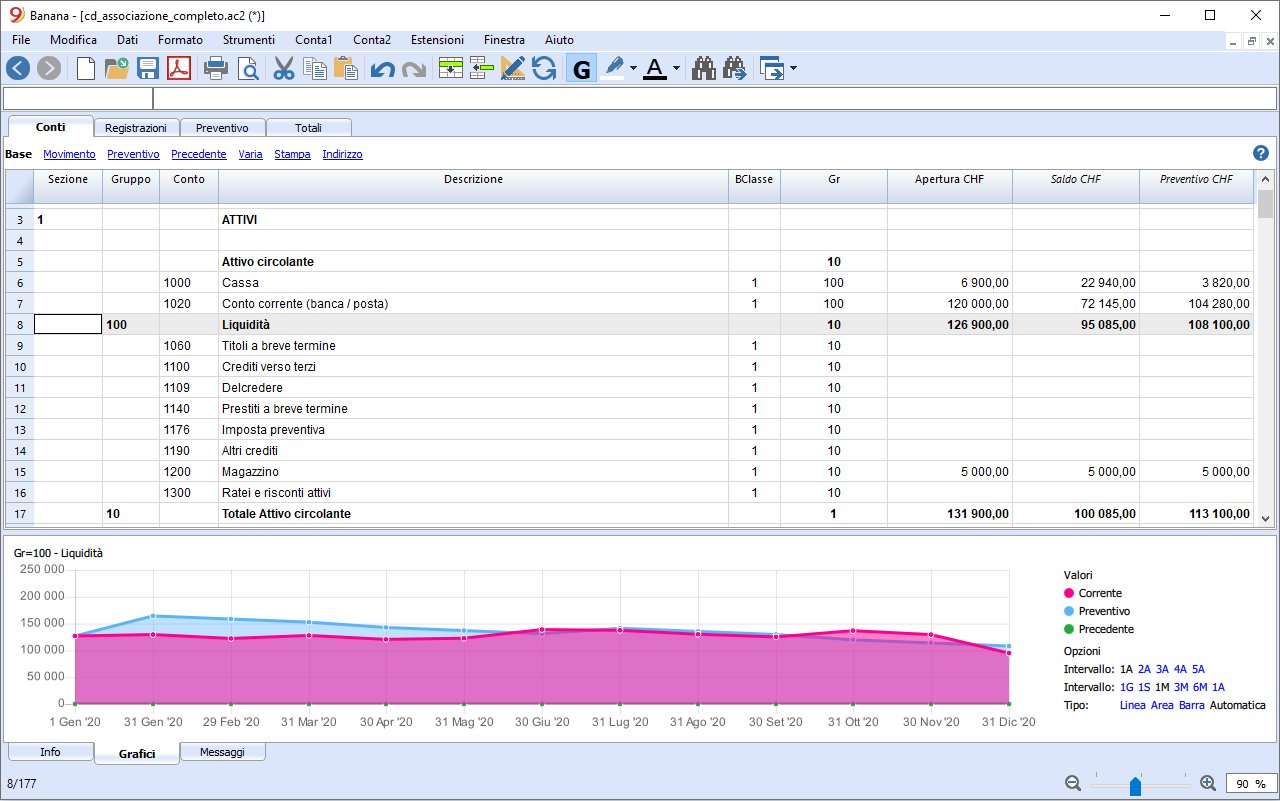 Banana - [cd_associazione_completo.ac2 (*)]
File Modifica Dati Formato Strumenti Conta1 Conta2 Estensioni Finestra Aiuto
G A
Conti Registrazioni Preventivo Totali
Base Movimento Preventivo Precedente Varia Stampa Indirizzo ?
Sezione Gruppo Conto Descrizione BClasse Gr Apertura CHF Saldo CHF Preventivo CHF
3 1 ATTIVI
4
5 Attivo circolante 10
6 1000 Cassa 1 100 6 900,00 22 940,00 3 820,00
7 1020 Conto corrente (banca / posta) 1 100 120 000,00 72 145,00 104 280,00
8 100 Liquidità 10 126 900,00 95 085,00 108 100,00
9 1060 Titoli a breve termine 1 10
10 1100 Crediti verso terzi 1 10
11 1109 Delcredere 1 10
12 1140 Prestiti a breve termine 1 10
13 1176 Imposta preventiva 1 10
14 1190 Altri crediti 1 10
15 1200 Magazzino 1 10 5 000,00 5 000,00 5 000,00
16 1300 Ratei e risconti attivi 1 10
17 10 Totale Attivo circolante 1 131 900,00 100 085,00 113 100,00
Gr=100 - Liquidità
250 000
200 000
150 000
100 000
50 000
0
1 Gen '20 31 Gen '20 29 Feb '20 31 Mar '20 30 Apr '20 31 Mag '20 30 Giu '20 31 Lug '20 31 Ago '20 30 Set '20 31 Ott '20 30 Nov '20 31 Dic '20
Valori
Corrente
Preventivo
Precedente
Opzioni
Intervallo: 1A 2A 3A 4A 5A
Intervallo: 1G 1S 1M 3M 6M 1A
Tipo: Linea Area Barra Automatica
Info Grafici Messaggi
8/177 90 %